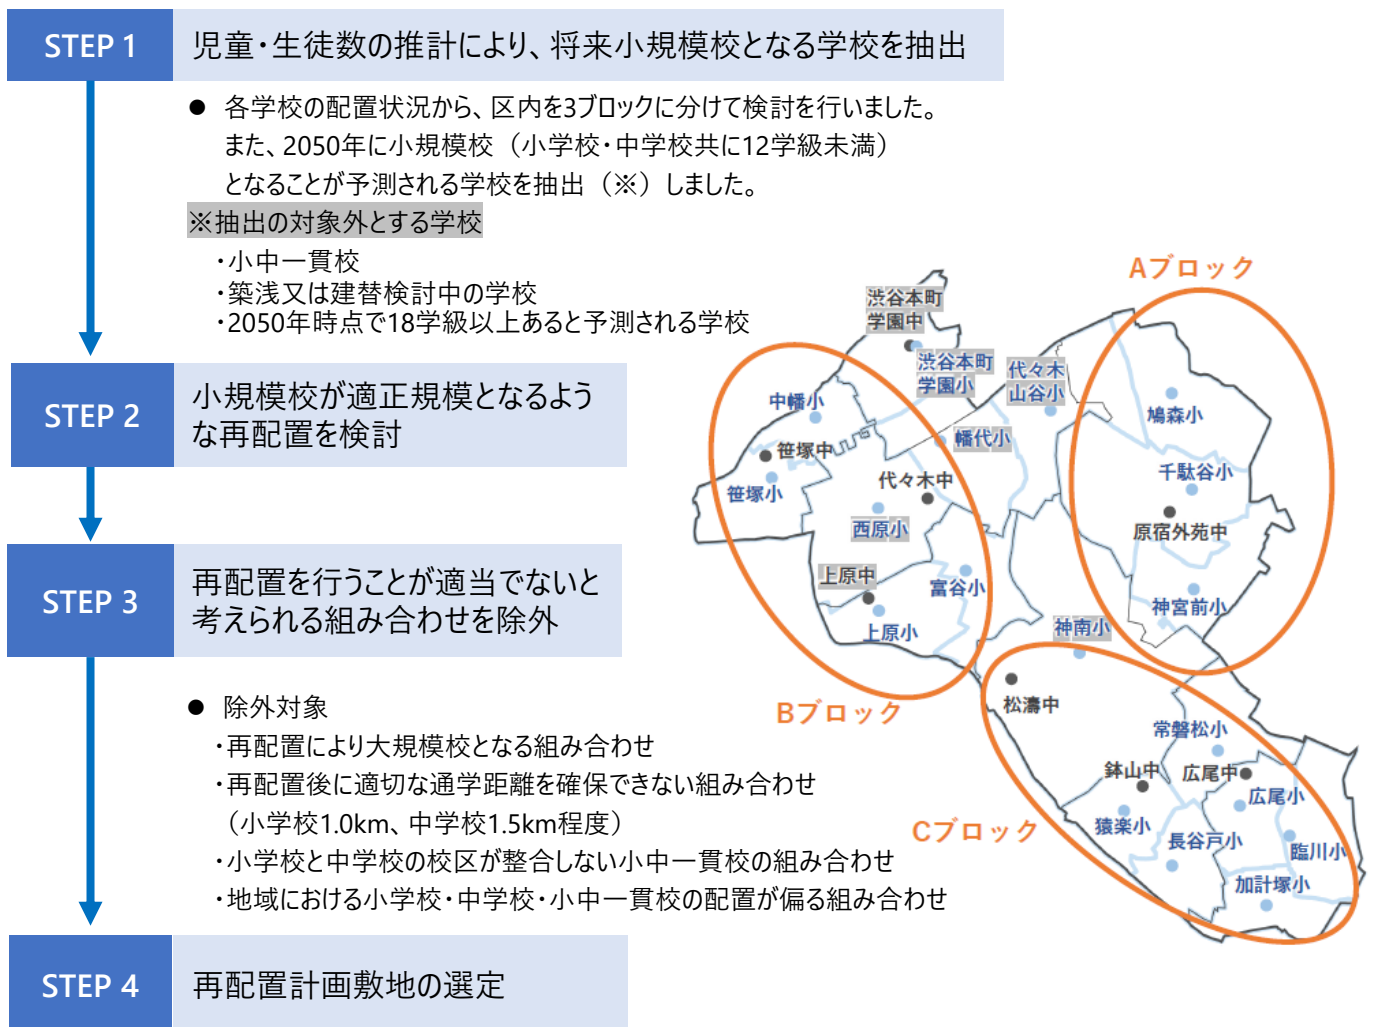 STEP 1
児童・生徒数の推計により、将来小規模校となる学校を抽出
● 各学校の配置状況から、区内を3ブロックに分けて検討を行いました。
また、2050年に小規模校（小学校・中学校共に12学級未満）
となることが予測される学校を抽出（※）しました。
※抽出の対象外とする学校
・小中一貫校
・築浅又は建替検討中の学校
・2050年時点で18学級以上あると予測される学校
STEP 2
小規模校が適正規模となるよう
な再配置を検討
STEP 3
再配置を行うことが適当でないと
考えられる組み合わせを除外
● 除外対象
・再配置により大規模校となる組み合わせ
・再配置後に適切な通学距離を確保できない組み合わせ
（小学校1.0km、中学校1.5km程度）
・小学校と中学校の校区が整合しない小中一貫校の組み合わせ
・地域における小学校・中学校・小中一貫校の配置が偏る組み合わせ
STEP 4
再配置計画敷地の選定
Aブロック
渋谷本町
学園中
渋谷本町
学園小
代々木
山谷小
中幡小
鳩森小
幡代小
笹塚中
千駄谷小
代々木中
笹塚小
西原小
原宿外苑中
上原中
富谷小
神宮前小
上原小
神南小
Bブロック
松濤中
常磐松小
鉢山中
広尾中
広尾小
Cブロック
猿楽小
長谷戸小
臨川小
加計塚小